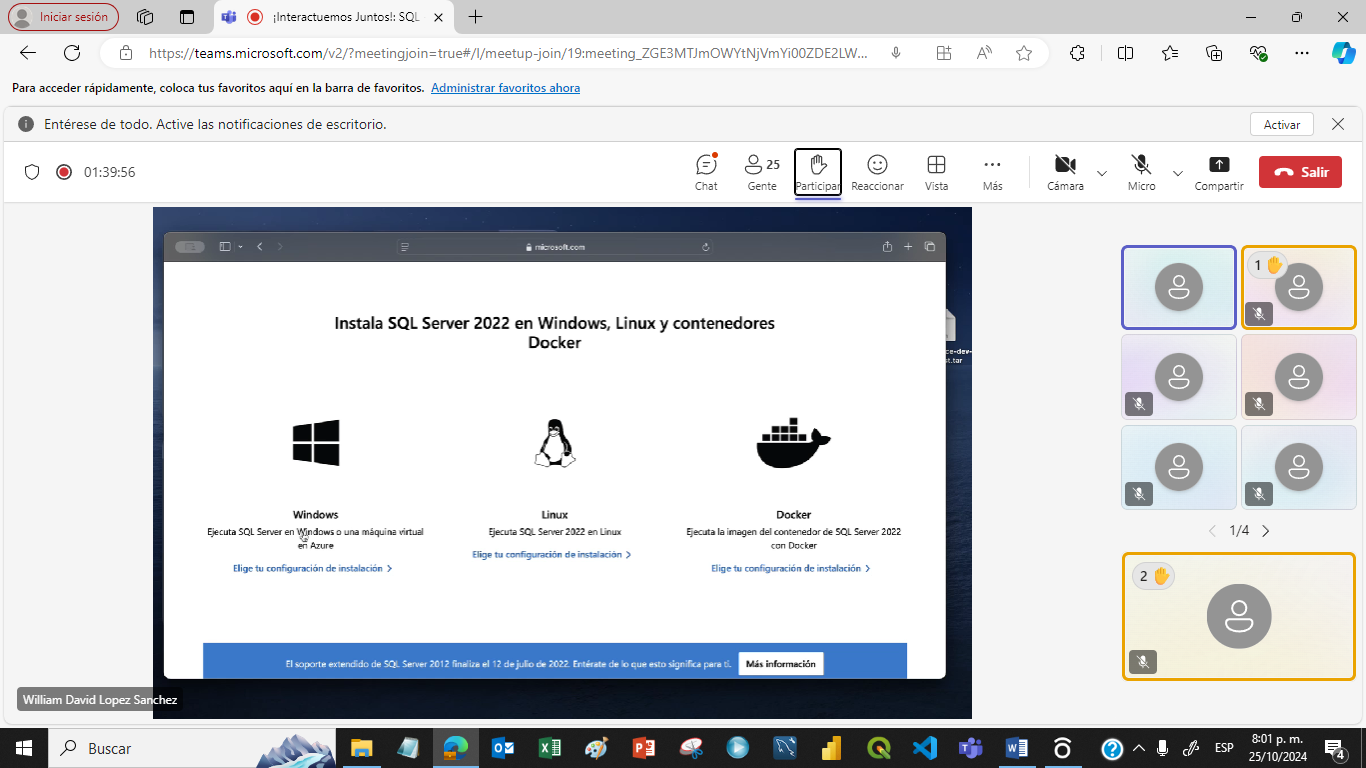 Iniciar sesión
¡Interactuemos Juntos!: SQL
https://teams.microsoft.com/v2/?meetingjoin=true#/l/meetup-join/19:meeting_ZGE3MTJmOWYtNjVmYi00ZDE2LW...
Para acceder rápidamente, coloca tus favoritos aquí en la barra de favoritos. Administrar favoritos ahora
Entérese de todo. Active las notificaciones de escritorio.
Activar
01:39:56
Chat
25
Gente
Participar
Reaccionar
Vista
Más
Cámara
Micro
Compartir
Salir
microsoft.com
Instala SQL Server 2022 en Windows, Linux y contenedores
Docker
Windows
Ejecuta SQL Server en Windows o una máquina virtual
en Azure
Elige tu configuración de instalación
Linux
Ejecuta SQL Server 2022 en Linux
Elige tu configuración de instalación
Docker
Ejecuta la imagen del contenedor de SQL Server 2022
con Docker
Elige tu configuración de instalación
El soporte extendido de SQL Server 2012 finaliza el 12 de julio de 2022. Entérate de lo que esto significa para ti.
Más información
ce-dev-
st.tar
William David Lopez Sanchez
1
1/4
2
Buscar
ESP
8:01 p. m.
25/10/2024
4